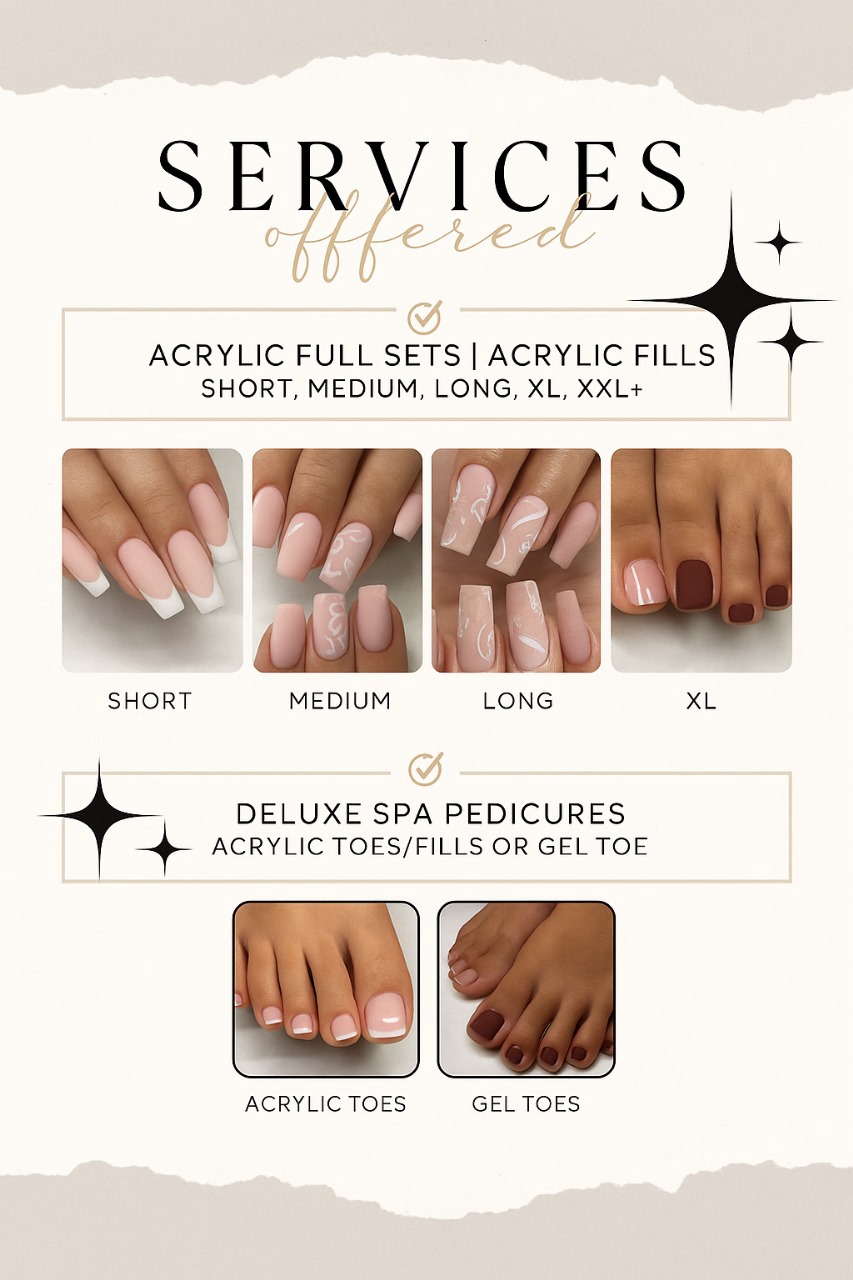 SERVICES
offfered
ACRYLIC FULL SETS | ACRYLIC FILLS
SHORT, MEDIUM, LONG, XL, XXL+
SHORT
MEDIUM
LONG
XL
DELUXE SPA PEDICURES
ACRYLIC TOES/FILLS OR GEL TOE
ACRYLIC TOES
GEL TOES